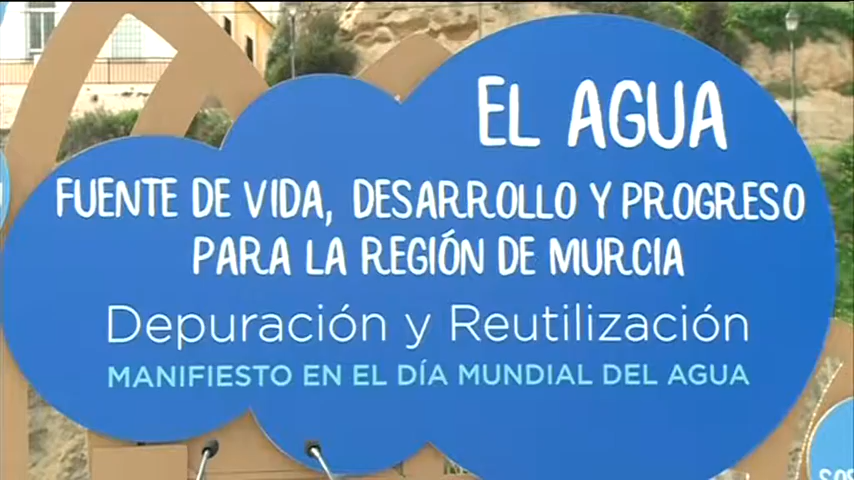 EL AGUA
FUENTE DE VIDA, DESARROLLO Y PROGRESO
PARA LA REGIÓN DE MURCIA
Depuración y Reutilización
MANIFIESTO EN EL DÍA MUNDIAL DEL AGUA